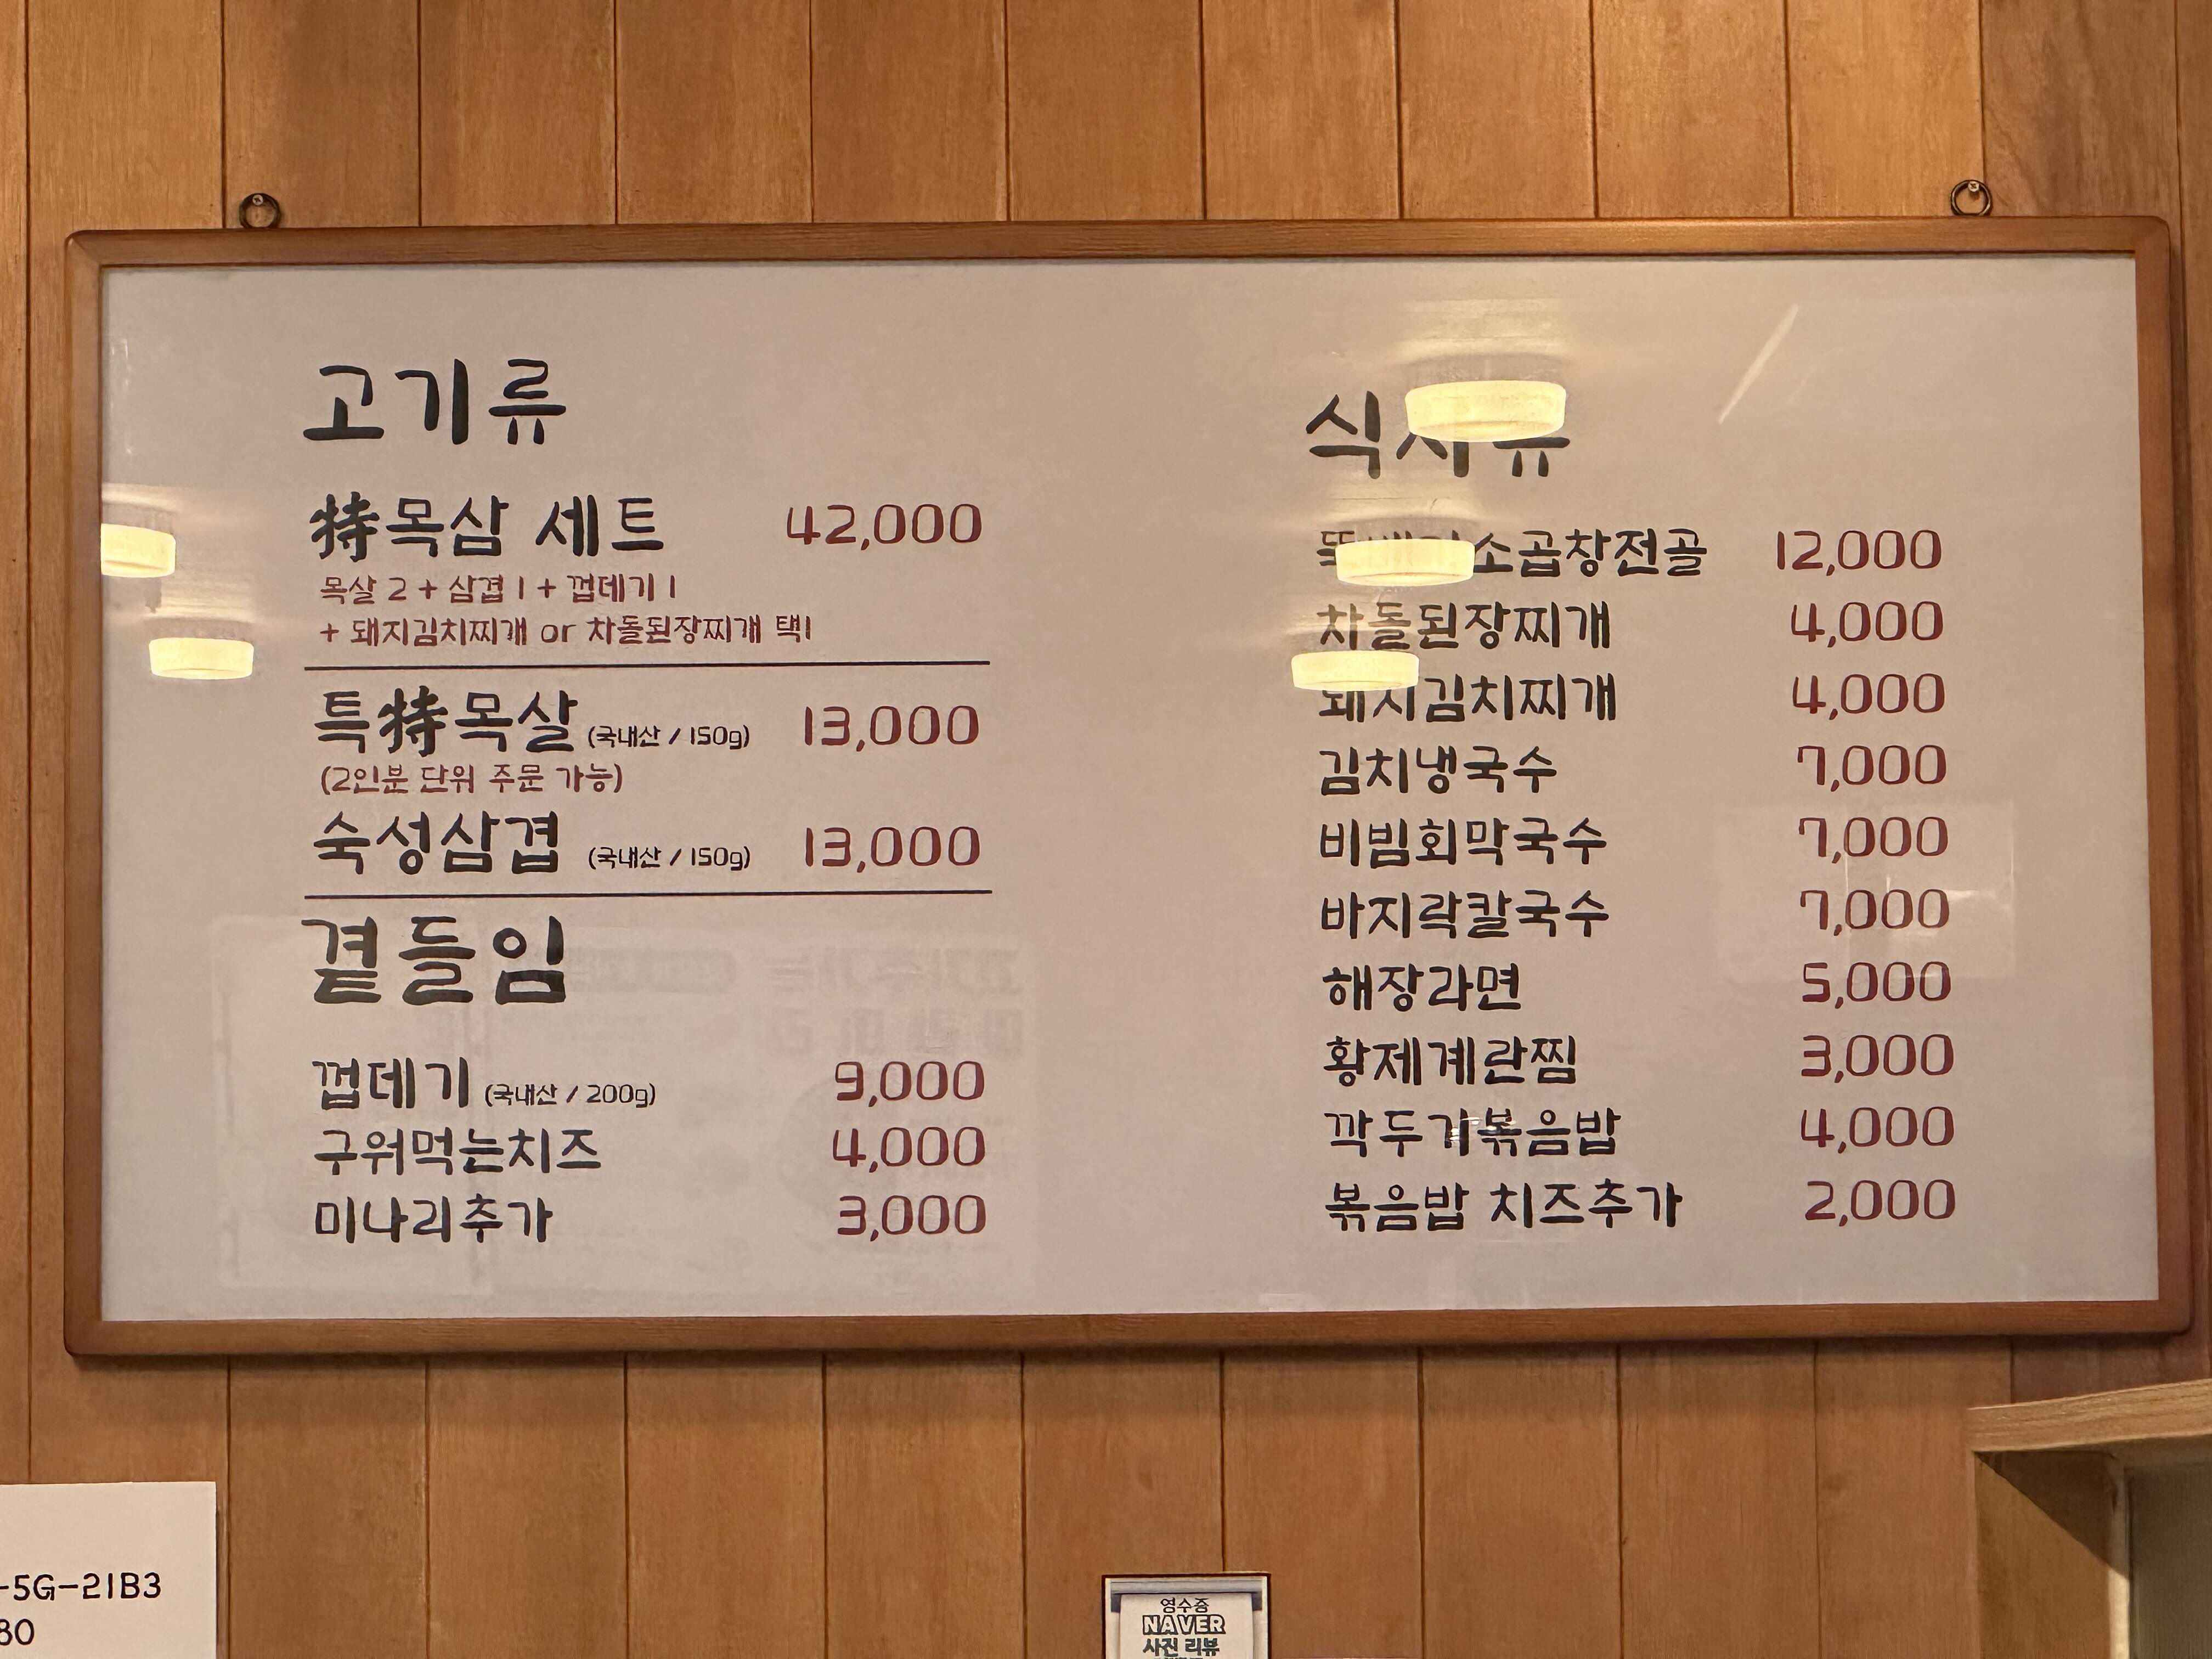 고기류
特목삼 세트 42,000
목살 2 + 삼겹 1 + 껍데기 1
+ 돼지김치찌개 or 차돌된장찌개 택1
특特목살 (국내산 / 150g) 13,000
(2인분 단위 주문 가능)
숙성삼겹 (국내산 / 150g) 13,000
곁들임
껍데기 (국내산 / 200g) 9,000
구워먹는치즈 4,000
미나리추가 3,000
식사류
뚝배기소곱창전골 12,000
차돌된장찌개 4,000
돼지김치찌개 4,000
김치냉국수 7,000
비빔회막국수 7,000
바지락칼국수 7,000
해장라면 5,000
황제계란찜 3,000
깍두기볶음밥 4,000
볶음밥 치즈추가 2,000
-5G-21B3
80
영수증
NAVER
사진 리뷰